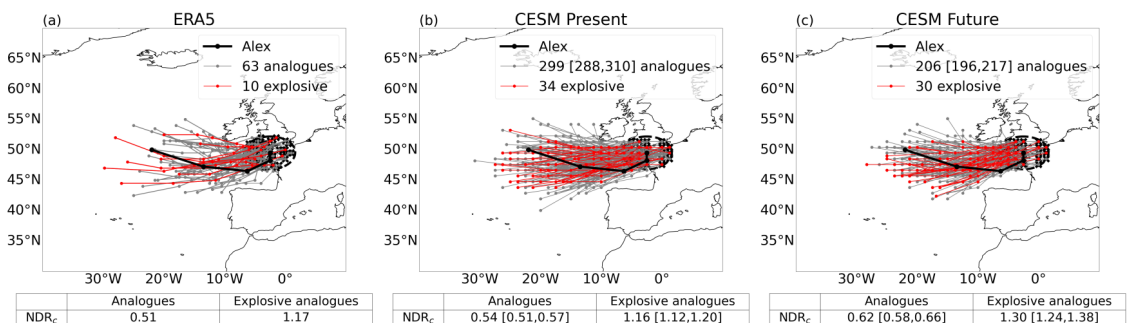 (a) ERA5
Alex
63 analogues
10 explosive
65°N
60°N
55°N
50°N
45°N
40°N
35°N
30°W 20°W 10°W 0°
Analogues Explosive analogues
NDRc 0.51 1.17
(b) CESM Present
Alex
299 [288,310] analogues
34 explosive
65°N
60°N
55°N
50°N
45°N
40°N
35°N
30°W 20°W 10°W 0°
Analogues Explosive analogues
NDRc 0.54 [0.51,0.57] 1.16 [1.12,1.20]
(c) CESM Future
Alex
206 [196,217] analogues
30 explosive
65°N
60°N
55°N
50°N
45°N
40°N
35°N
30°W 20°W 10°W 0°
Analogues Explosive analogues
NDRc 0.62 [0.58,0.66] 1.30 [1.24,1.38]